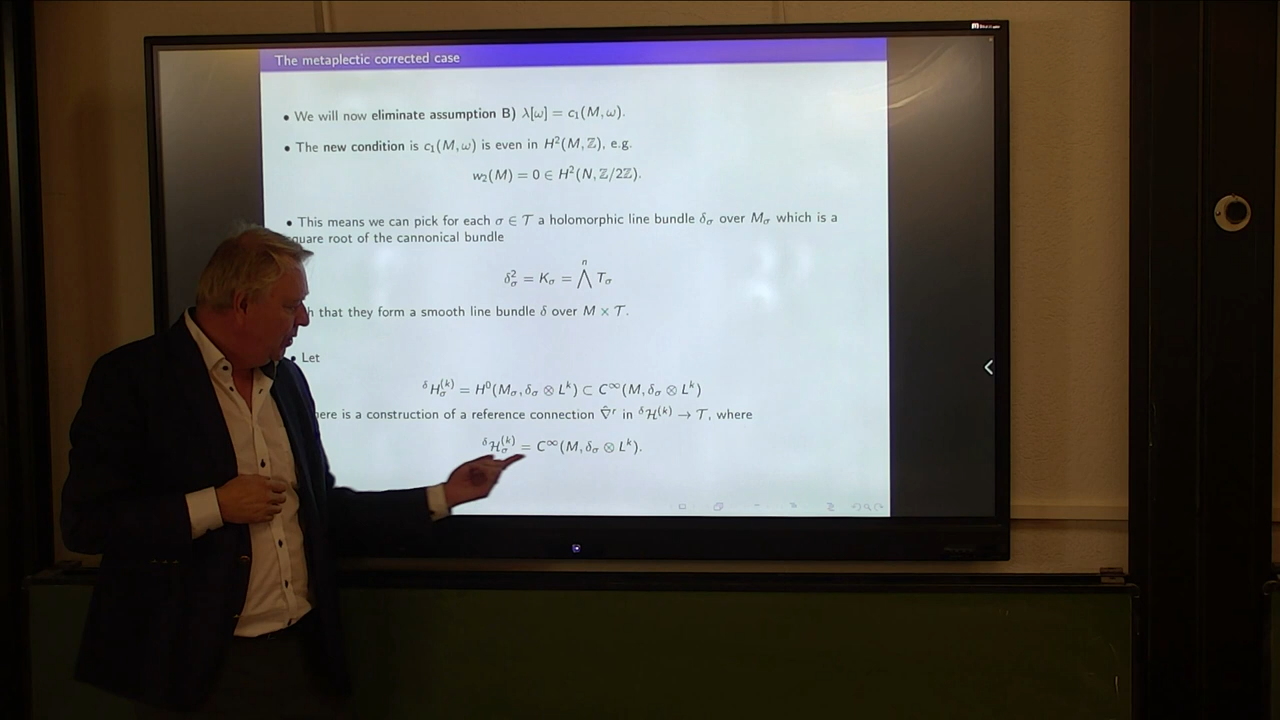 The metaplectic corrected case
• We will now eliminate assumption B) λ[ω] = c₁(M, ω).
• The new condition is c₁(M, ω) is even in H²(M, ℤ), e.g.
w₂(M) = 0 ∈ H²(N, ℤ/2ℤ).
• This means we can pick for each σ ∈ 𝒯 a holomorphic line bundle δ_σ over M_σ which is a
quare root of the cannonical bundle
δ²_σ = K_σ = ⋀ⁿ T_σ
h that they form a smooth line bundle δ over M × 𝒯.
• Let
^δH_σ^(k) = H⁰(M_σ, δ_σ ⊗ L^k) ⊂ C^∞(M, δ_σ ⊗ L^k)
here is a construction of a reference connection ∇̂^r in ^δℋ^(k) → 𝒯, where
^δℋ_σ^(k) = C^∞(M, δ_σ ⊗ L^k).